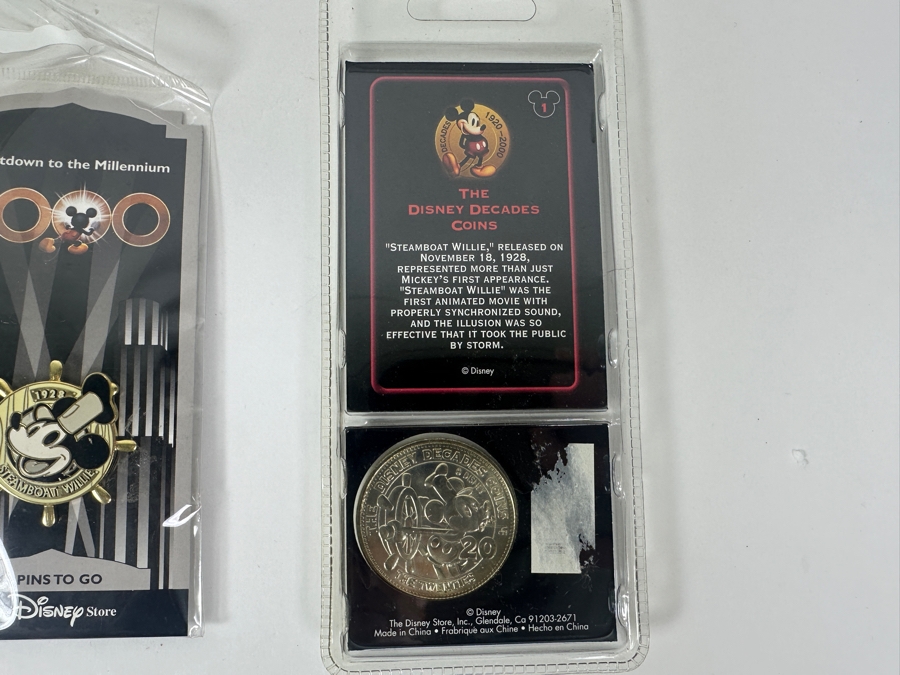 tdown to the Millennium
1928
STEAMBOAT WILLIE
PINS TO GO
Disney Store
1
DECADES 1920-2000
THE
DISNEY DECADES
COINS
"STEAMBOAT WILLIE," RELEASED ON
NOVEMBER 18, 1928,
REPRESENTED MORE THAN JUST
MICKEY'S FIRST APPEARANCE.
"STEAMBOAT WILLIE" WAS THE
FIRST ANIMATED MOVIE WITH
PROPERLY SYNCHRONIZED SOUND,
AND THE ILLUSION WAS SO
EFFECTIVE THAT IT TOOK THE PUBLIC
BY STORM.
© Disney
THE DISNEY DECADES COINS
20
THE TWENTIES
© Disney
The Disney Store, Inc., Glendale, Ca 91203-2671
Made in China • Frabriqué aux Chine • Hecho en China